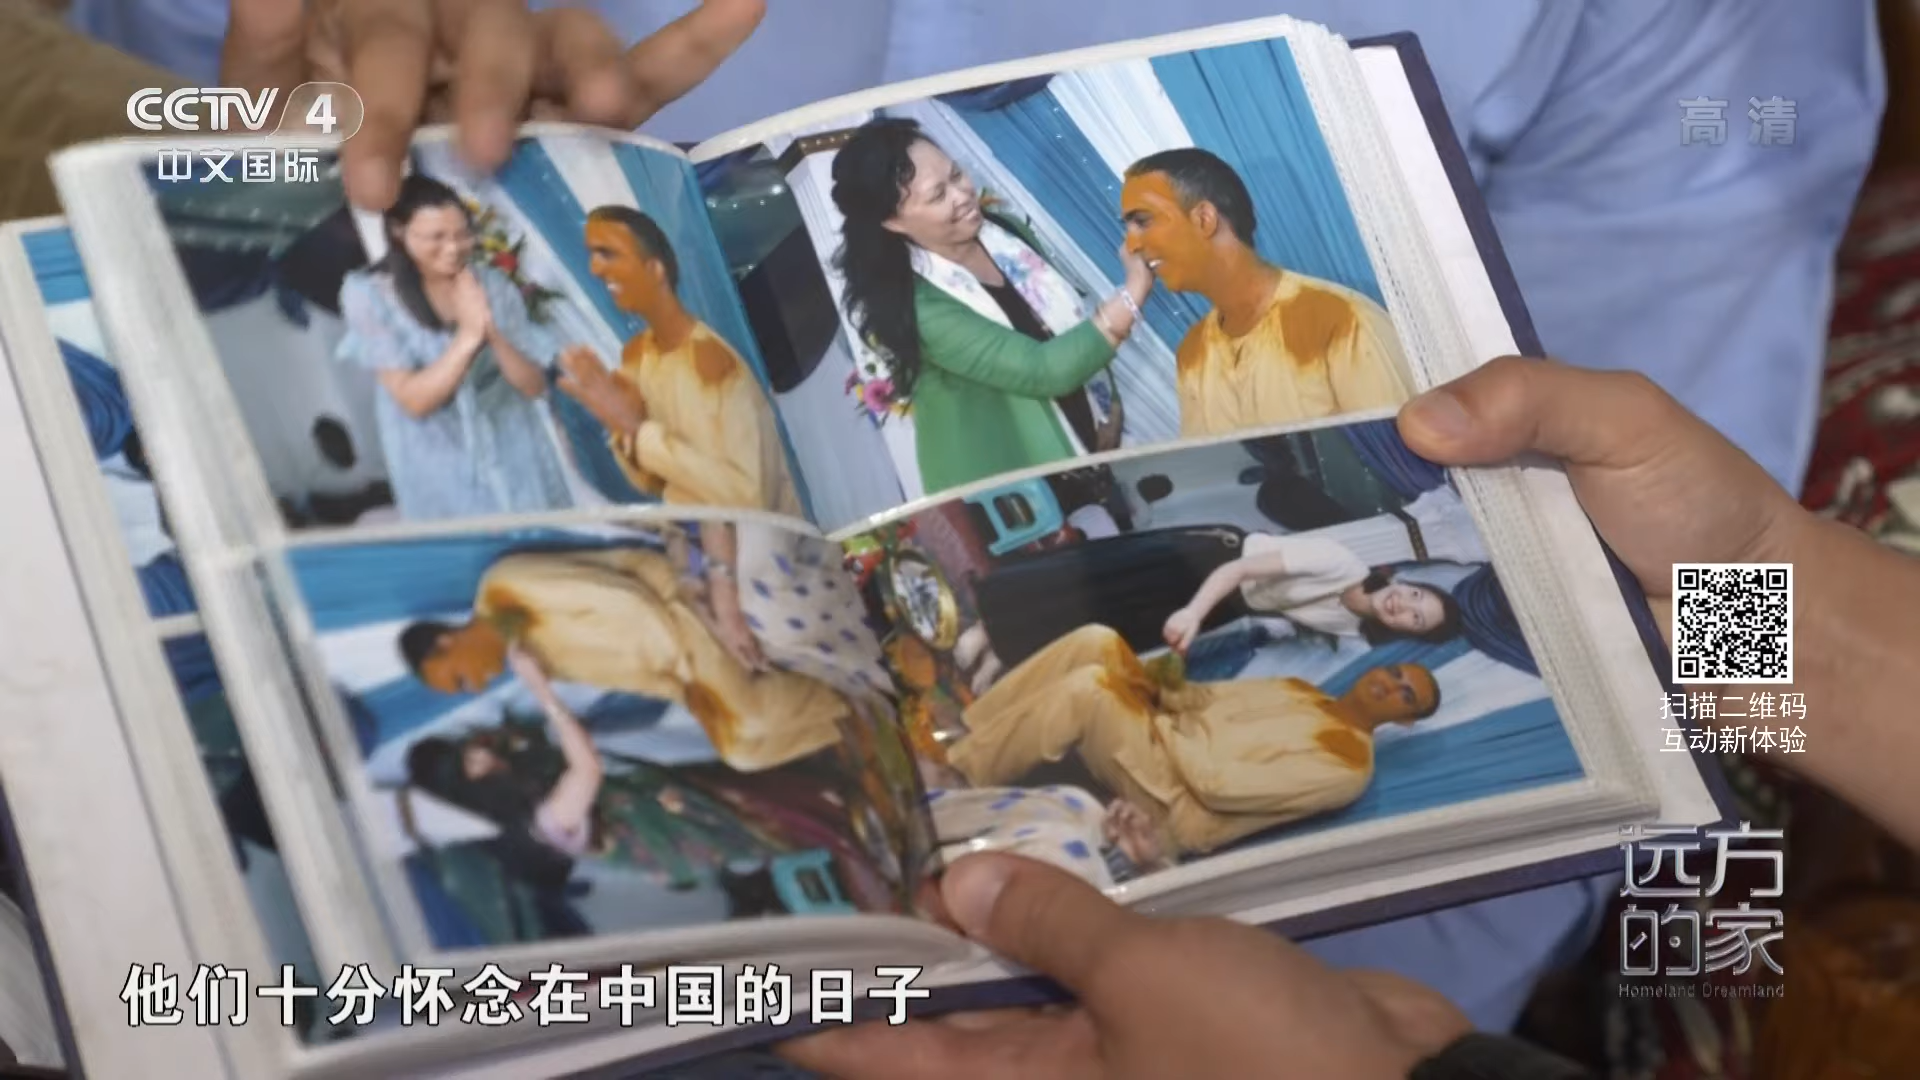 CCTV 4
中文国际
高清
扫描二维码
互动新体验
远方
的家
Homeland Dreamland
他们十分怀念在中国的日子